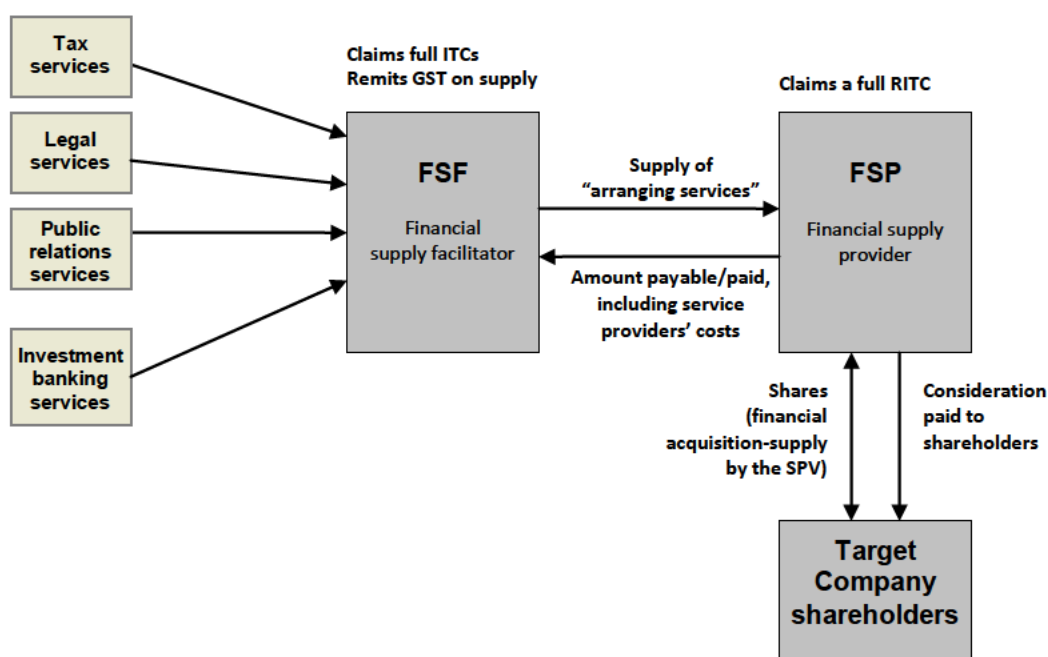 Tax
services
Legal
services
Public
relations
services
Investment
banking
services
Claims full ITCs
Remits GST on supply
FSF
Financial
supply facilitator
Supply of
“arranging services”
Amount payable/paid,
including service
providers’ costs
Claims a full RITC
FSP
Financial supply
provider
Shares
(financial
acquisition-supply
by the SPV)
Consideration
paid to
shareholders
Target
Company
shareholders